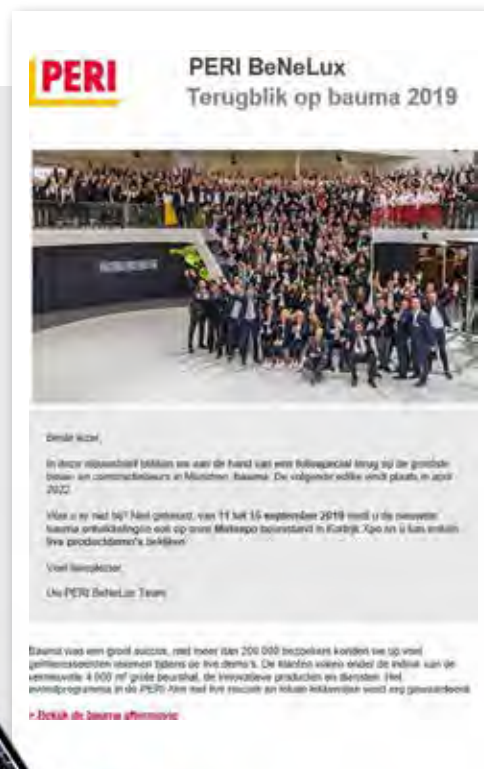 PERI
PERI BeNeLux
Terugblik op bauma 2019
Beste lezer,
In deze nieuwsbrief blikken we aan de hand van een fotospecial terug op de grootste
bouw- en constructiebeurs in München: bauma. De volgende editie vindt plaats in april
2022.
Was u er niet bij? Niet getreurd, van 11 tot 15 september 2019 vindt u de nieuwste
bauma ontwikkelingen ook op onze Matexpo beursstand in Kortrijk Xpo en u kan enkele
live productdemo's bekijken
Veel leesplezier
Uw PERI BeNeLux Team
Bauma was een groot succes, met meer dan 200.000 bezoekers konden we op veel
geïnteresseerden rekenen tijdens de live demo's. De klanten waren onder de indruk van de
vernieuwde 4.000 m² grote beurshal, de innovatieve producten en diensten. Het
avondprogramma in de PERI Alm met live muziek en lokale lekkernijen werd erg gewaardeerd.
> Bekijk de bauma aftermovie